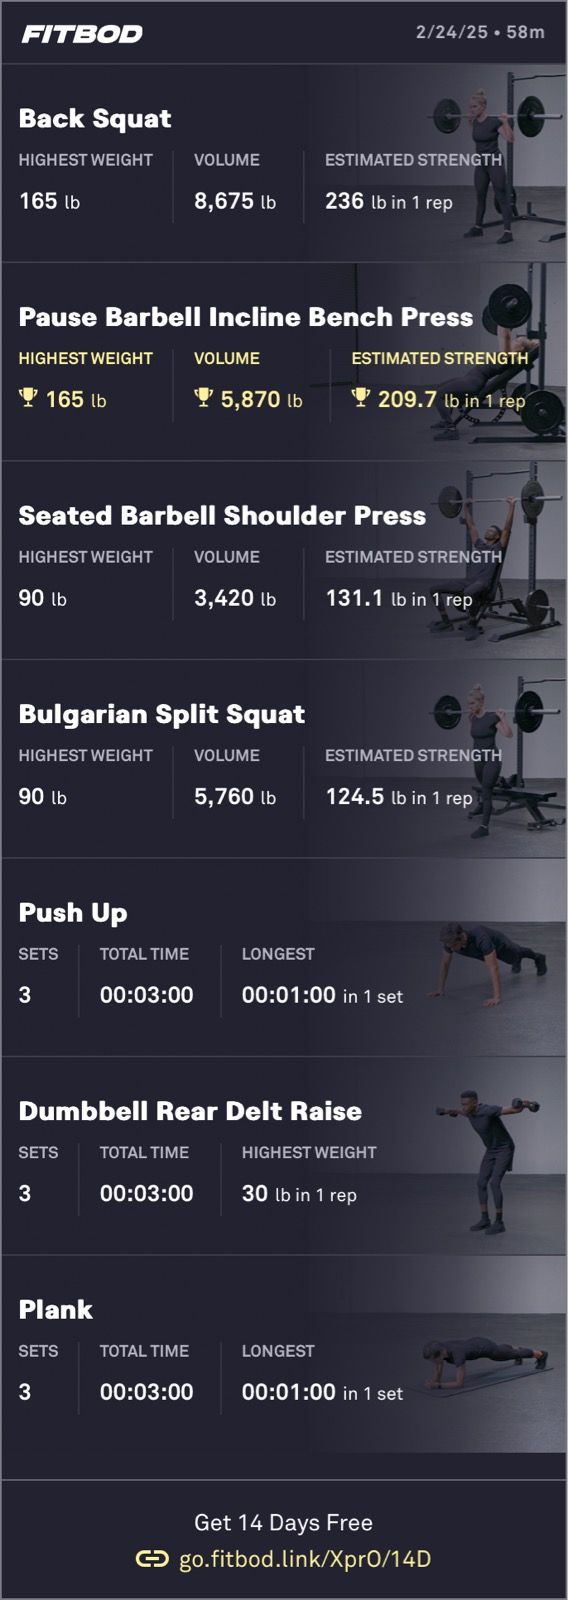 FITBOD 2/24/25 • 58m
Back Squat
HIGHEST WEIGHT VOLUME ESTIMATED STRENGTH
165 lb 8,675 lb 236 lb in 1 rep
Pause Barbell Incline Bench Press
HIGHEST WEIGHT VOLUME ESTIMATED STRENGTH
165 lb 5,870 lb 209.7 lb in 1 rep
Seated Barbell Shoulder Press
HIGHEST WEIGHT VOLUME ESTIMATED STRENGTH
90 lb 3,420 lb 131.1 lb in 1 rep
Bulgarian Split Squat
HIGHEST WEIGHT VOLUME ESTIMATED STRENGTH
90 lb 5,760 lb 124.5 lb in 1 rep
Push Up
SETS TOTAL TIME LONGEST
3 00:03:00 00:01:00 in 1 set
Dumbbell Rear Delt Raise
SETS TOTAL TIME HIGHEST WEIGHT
3 00:03:00 30 lb in 1 rep
Plank
SETS TOTAL TIME LONGEST
3 00:03:00 00:01:00 in 1 set
Get 14 Days Free
go.fitbod.link/XprO/14D